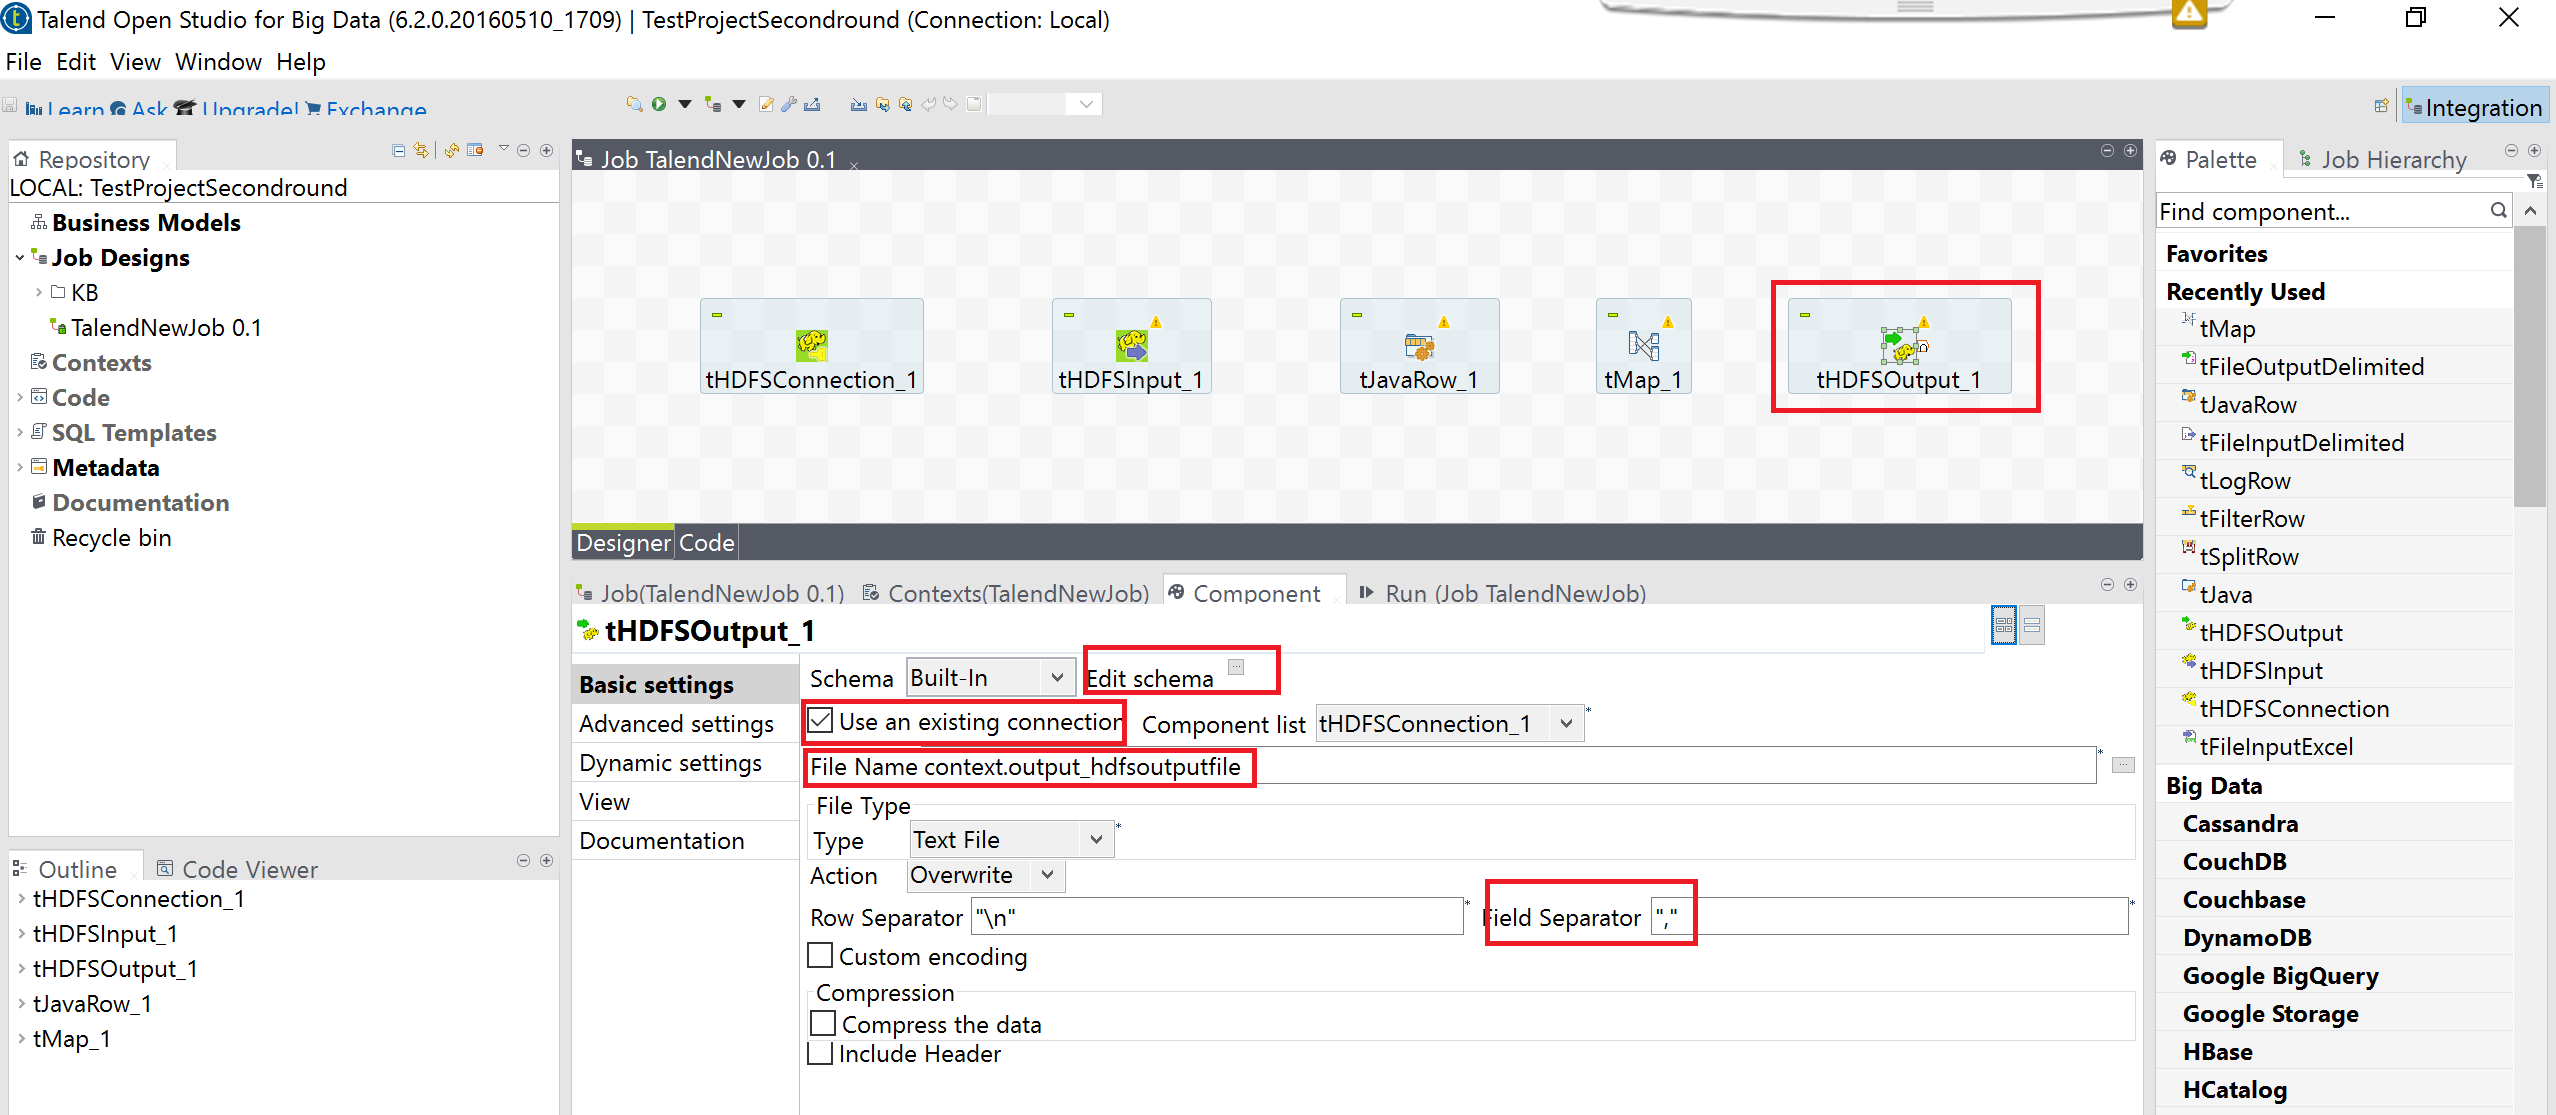 Talend Open Studio for Big Data (6.2.0.20160510_1709) | TestProjectSecondround (Connection: Local)
File Edit View Window Help
Learn Ask Upgrade! Exchange
Integration
Repository
LOCAL: TestProjectSecondround
Business Models
Job Designs
KB
TalendNewJob 0.1
Contexts
Code
SQL Templates
Metadata
Documentation
Recycle bin
Outline Code Viewer
tHDFSConnection_1
tHDFSInput_1
tHDFSOutput_1
tJavaRow_1
tMap_1
Job TalendNewJob 0.1
tHDFSConnection_1 tHDFSInput_1 tJavaRow_1 tMap_1 tHDFSOutput_1
Designer Code
Job(TalendNewJob 0.1) Contexts(TalendNewJob) Component Run (Job TalendNewJob)
tHDFSOutput_1
Basic settings
Advanced settings
Dynamic settings
View
Documentation
Schema Built-In Edit schema ...
Use an existing connection Component list tHDFSConnection_1 *
File Name context.output_hdfsoutputfile * ...
File Type
Type Text File *
Action Overwrite
Row Separator "\n" * Field Separator "," *
Custom encoding
Compression
Compress the data
Include Header
Palette Job Hierarchy
Find component...
Favorites
Recently Used
tMap
tFileOutputDelimited
tJavaRow
tFileInputDelimited
tLogRow
tFilterRow
tSplitRow
tJava
tHDFSOutput
tHDFSInput
tHDFSConnection
tFileInputExcel
Big Data
Cassandra
CouchDB
Couchbase
DynamoDB
Google BigQuery
Google Storage
HBase
HCatalog